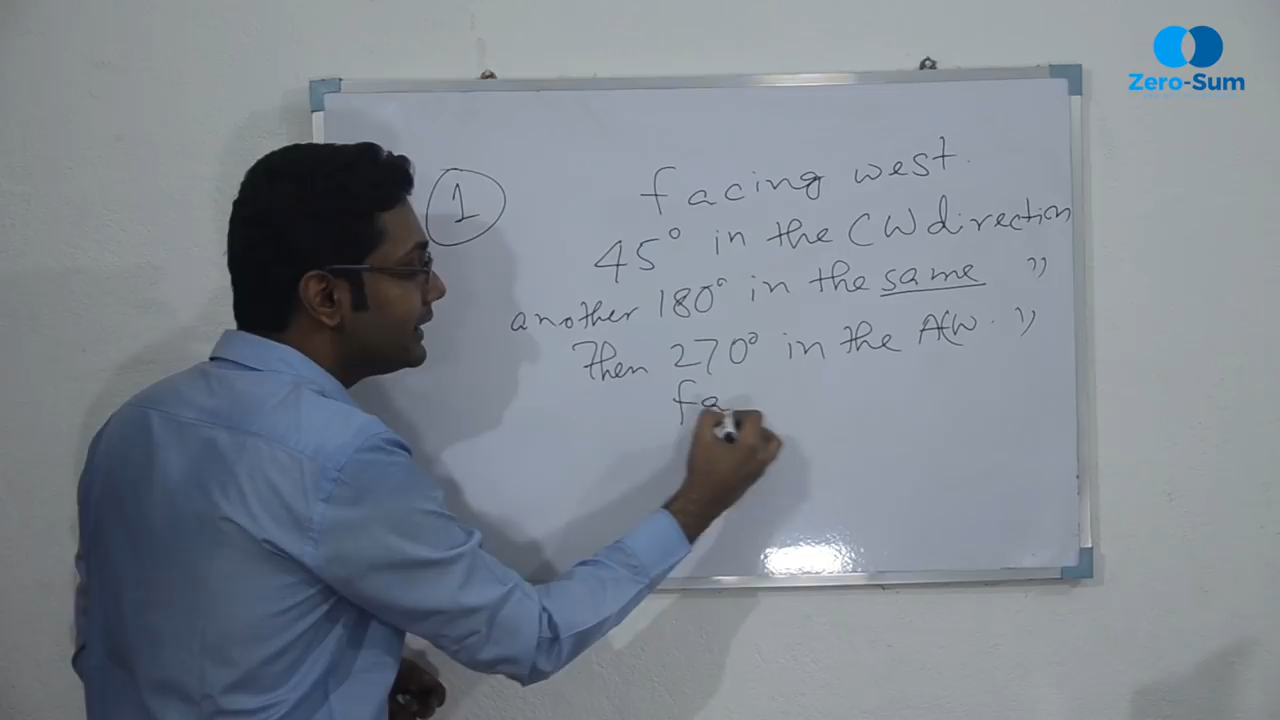 Zero-Sum
1
facing west.
45° in the CW direction
another 180° in the same "
Then 270° in the ACW. "
fa